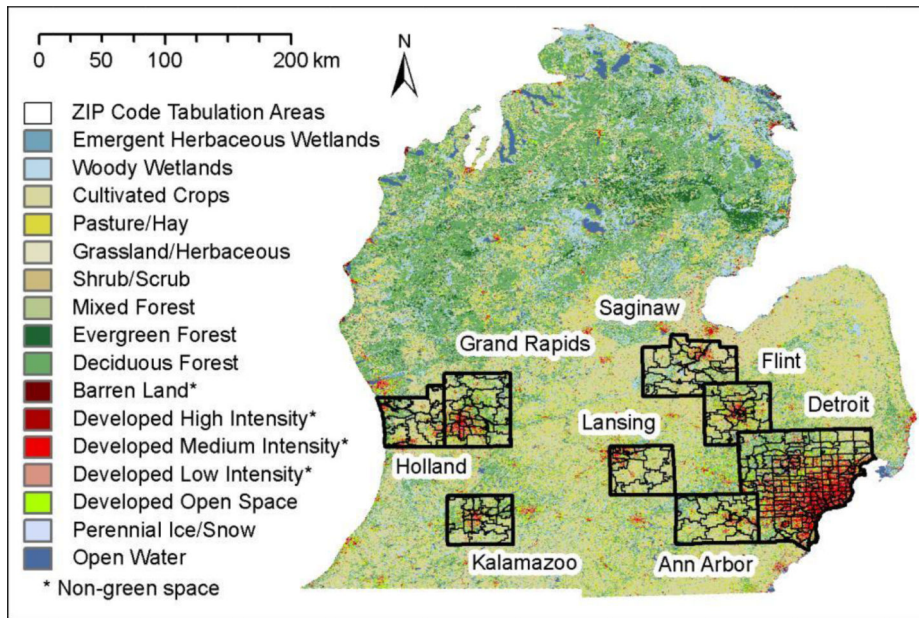 N
0 50 100 200 km
ZIP Code Tabulation Areas
Emergent Herbaceous Wetlands
Woody Wetlands
Cultivated Crops
Pasture/Hay
Grassland/Herbaceous
Shrub/Scrub
Mixed Forest
Evergreen Forest
Deciduous Forest
Barren Land*
Developed High Intensity*
Developed Medium Intensity*
Developed Low Intensity*
Developed Open Space
Perennial Ice/Snow
Open Water
* Non-green space
Saginaw
Grand Rapids
Flint
Detroit
Lansing
Holland
Kalamazoo
Ann Arbor